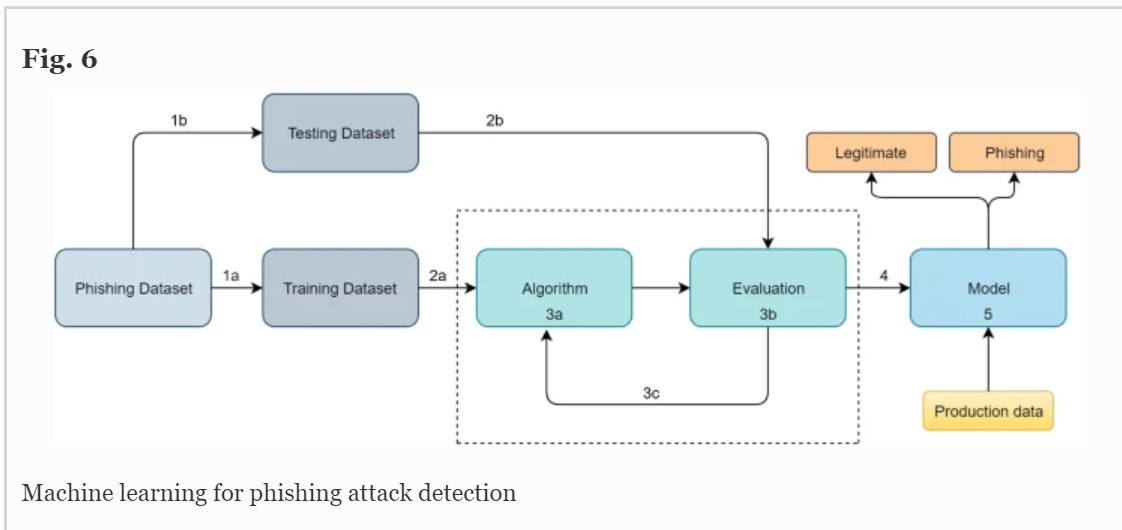 Fig. 6
1b
Testing Dataset
2b
Legitimate
Phishing
Phishing Dataset
1a
Training Dataset
2a
Algorithm
3a
Evaluation
3b
4
Model
5
3c
Production data
Machine learning for phishing attack detection